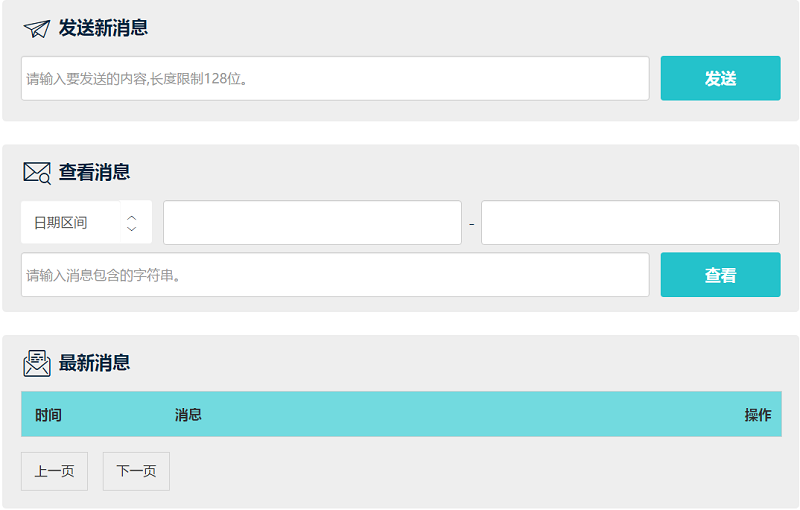 发送新消息
请输入要发送的内容,长度限制128位。
发送
查看消息
日期区间
-
请输入消息包含的字符串。
查看
最新消息
时间 消息 操作
上一页 下一页